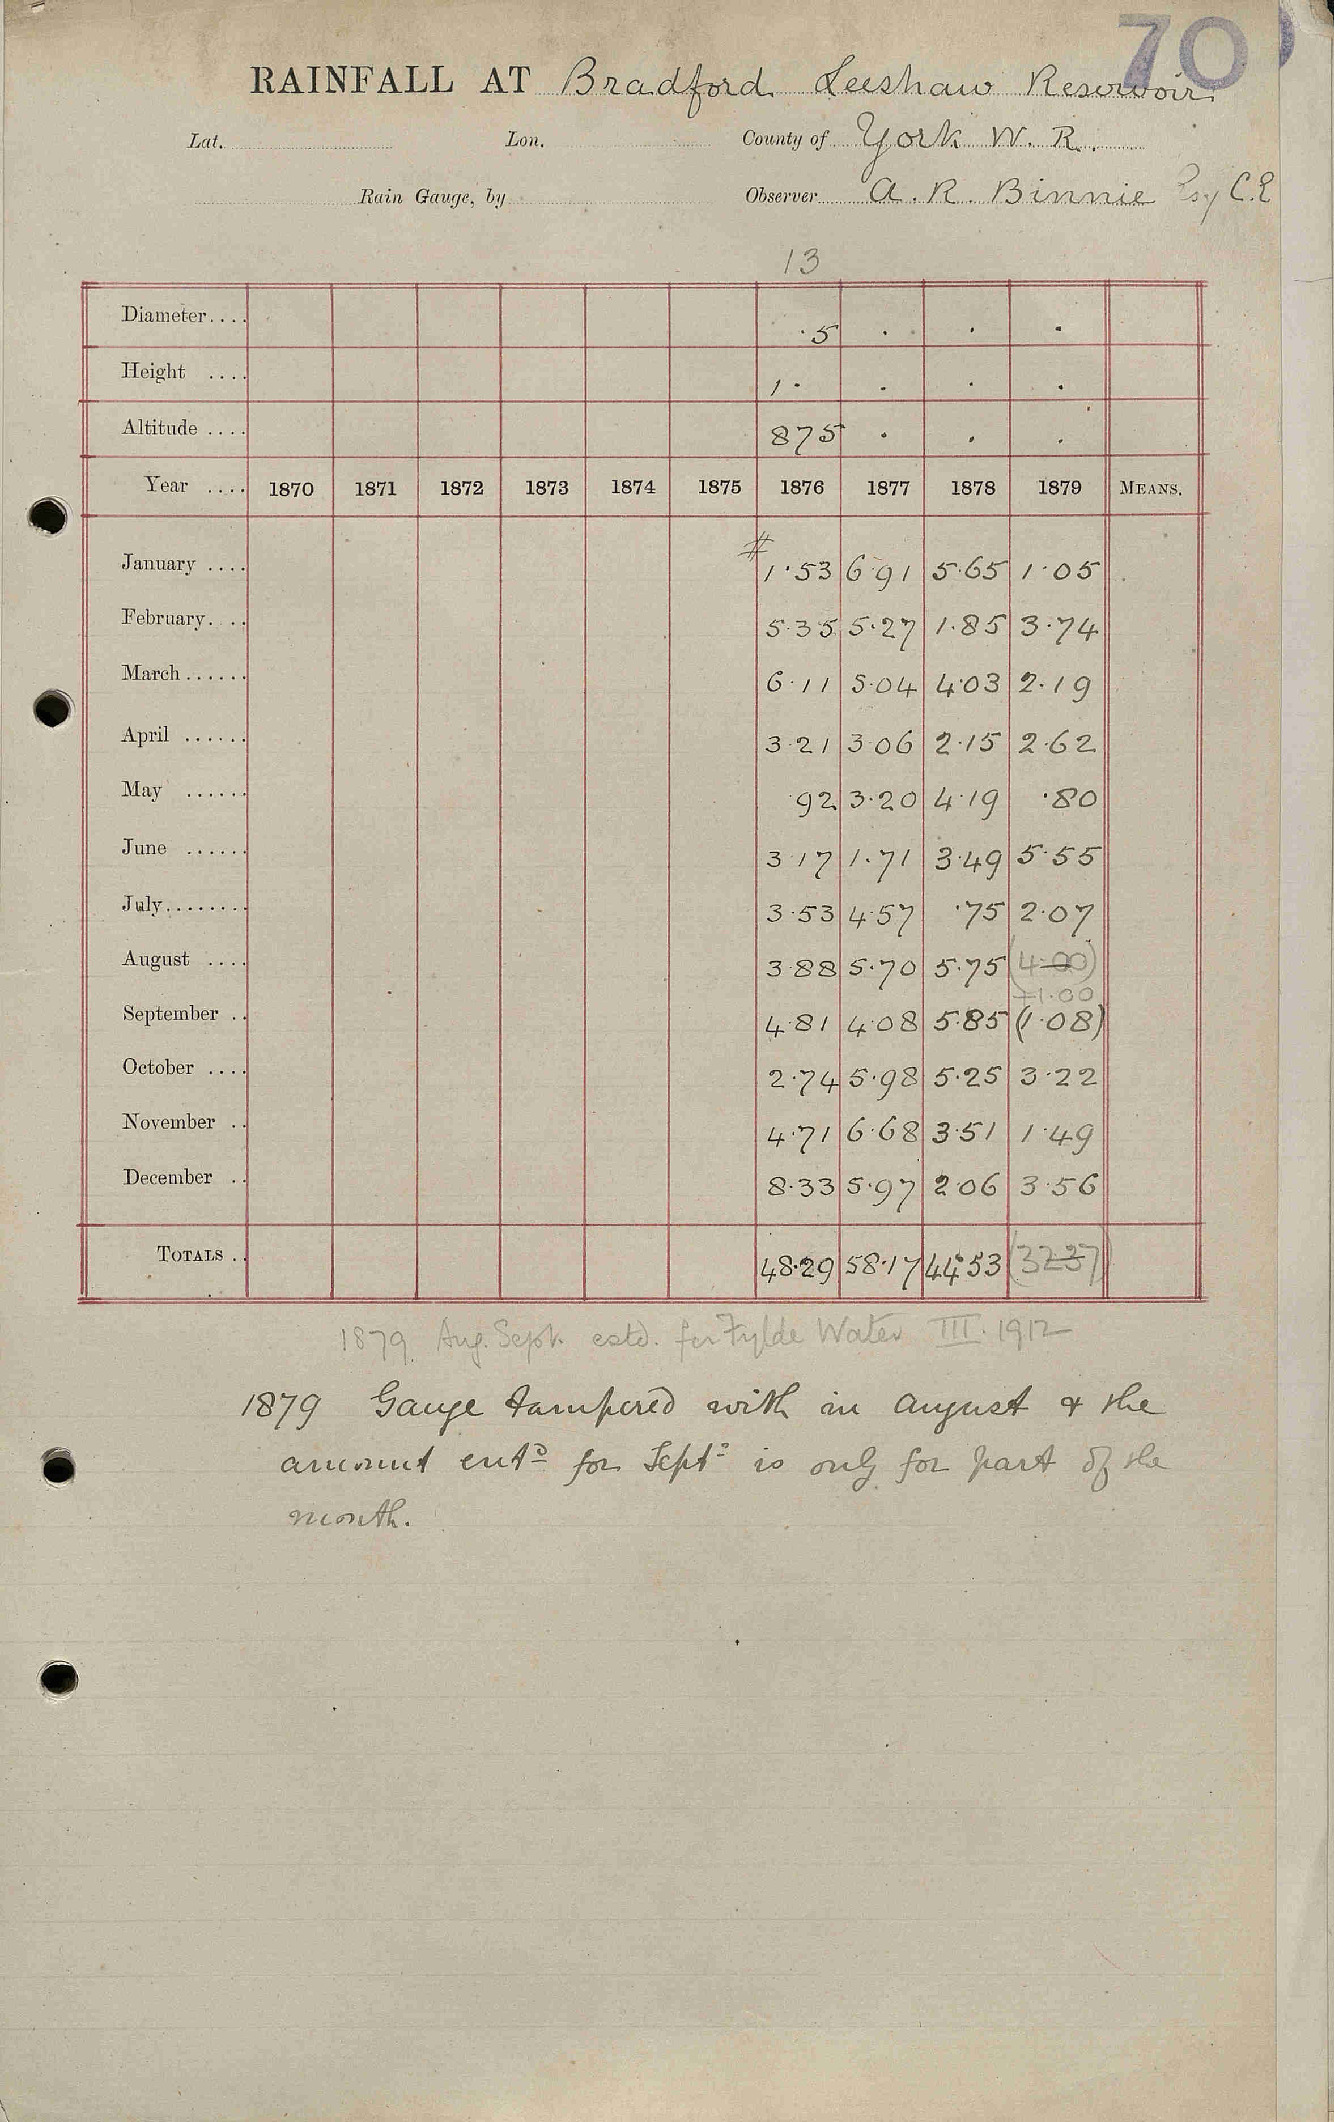 70
RAINFALL AT Bradford Leeshaw Reservoir
Lat. Lon. County of York W. R.
Rain Gauge, by Observer A. R. Binnie Esq C.E
13
Diameter.... ·5 · · ·
Height .... 1· · · ·
Altitude .... 875 · · ·
Year .... 1870 1871 1872 1873 1874 1875 1876 1877 1878 1879 MEANS.
January .... # 1·53 6·91 5·65 1·05
February.... 5·35 5·27 1·85 3·74
March...... 6·11 5·04 4·03 2·19
April ...... 3·21 3·06 2·15 2·62
May ...... ·92 3·20 4·19 ·80
June ...... 3·17 1·71 3·49 5·55
July........ 3·53 4·57 ·75 2·07
August .... 3·88 5·70 5·75 (4·00)
+1·00
September .. 4·81 4·08 5·85 (1·08)
October .... 2·74 5·98 5·25 3·22
November .. 4·71 6·68 3·51 1·49
December .. 8·33 5·97 2·06 3·56
TOTALS .. 48·29 58·17 44·53 (3237)
1879 Aug. Sept. estd. for Fylde Water III. 1912
1879 Gauge tampered with in August & the
amount entd for Sept: is only for part of the
month.